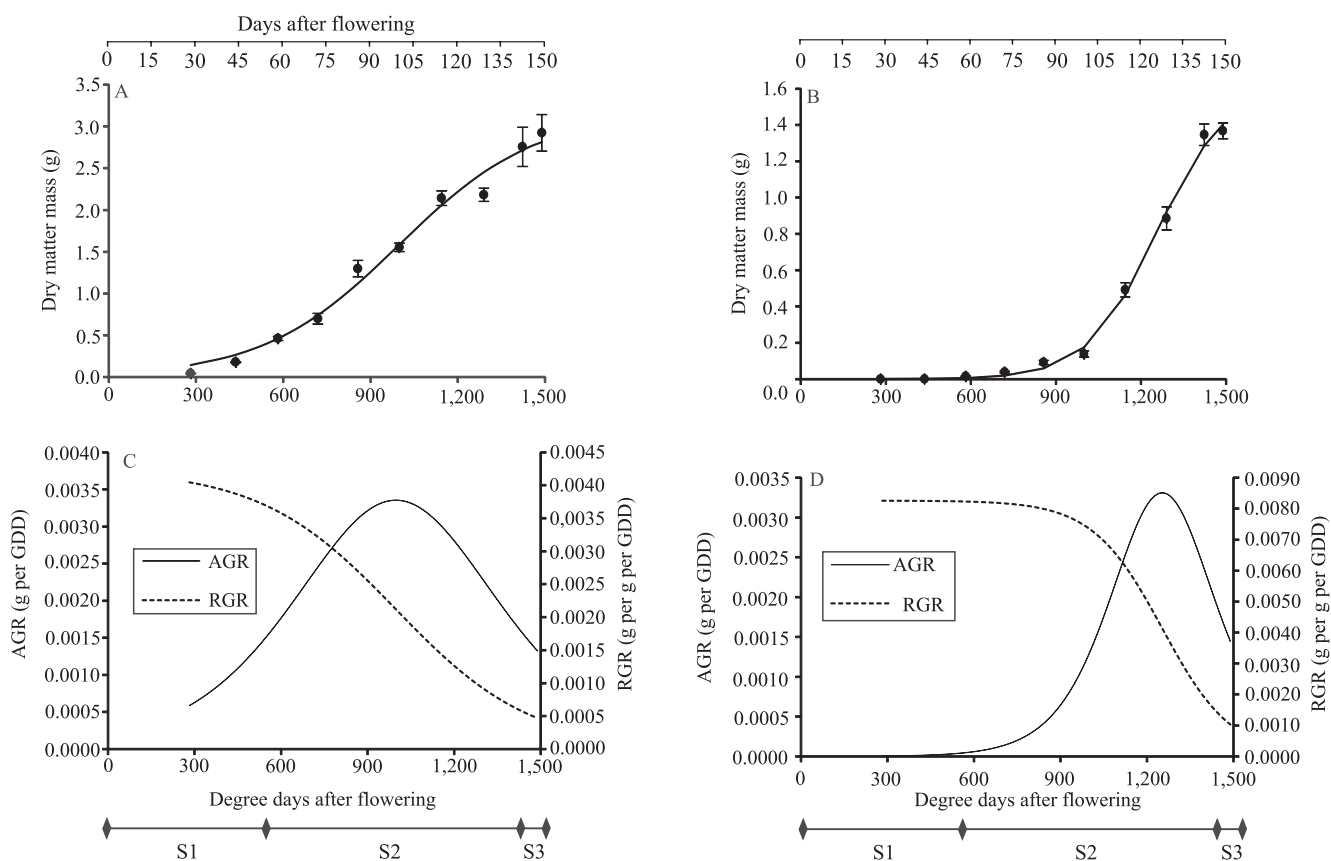 Days after flowering
0 15 30 45 60 75 90 105 120 135 150
A
3.5
3.0
2.5
2.0
1.5
1.0
0.5
0.0
Dry matter mass (g)
0 300 600 900 1,200 1,500
0 15 30 45 60 75 90 105 120 135 150
B
1.6
1.4
1.2
1.0
0.8
0.6
0.4
0.2
0.0
Dry matter mass (g)
0 300 600 900 1,200 1,500
C
0.0040
0.0035
0.0030
0.0025
0.0020
0.0015
0.0010
0.0005
0.0000
AGR (g per GDD)
AGR
RGR
0.0045
0.0040
0.0035
0.0030
0.0025
0.0020
0.0015
0.0010
0.0005
0.0000
RGR (g per g per GDD)
0 300 600 900 1,200 1,500
Degree days after flowering
S1 S2 S3
D
0.0035
0.0030
0.0025
0.0020
0.0015
0.0010
0.0005
0.0000
AGR (g per GDD)
AGR
RGR
0.0090
0.0080
0.0070
0.0060
0.0050
0.0040
0.0030
0.0020
0.0010
0.0000
RGR (g per g per GDD)
0 300 600 900 1,200 1,500
Degree days after flowering
S1 S2 S3